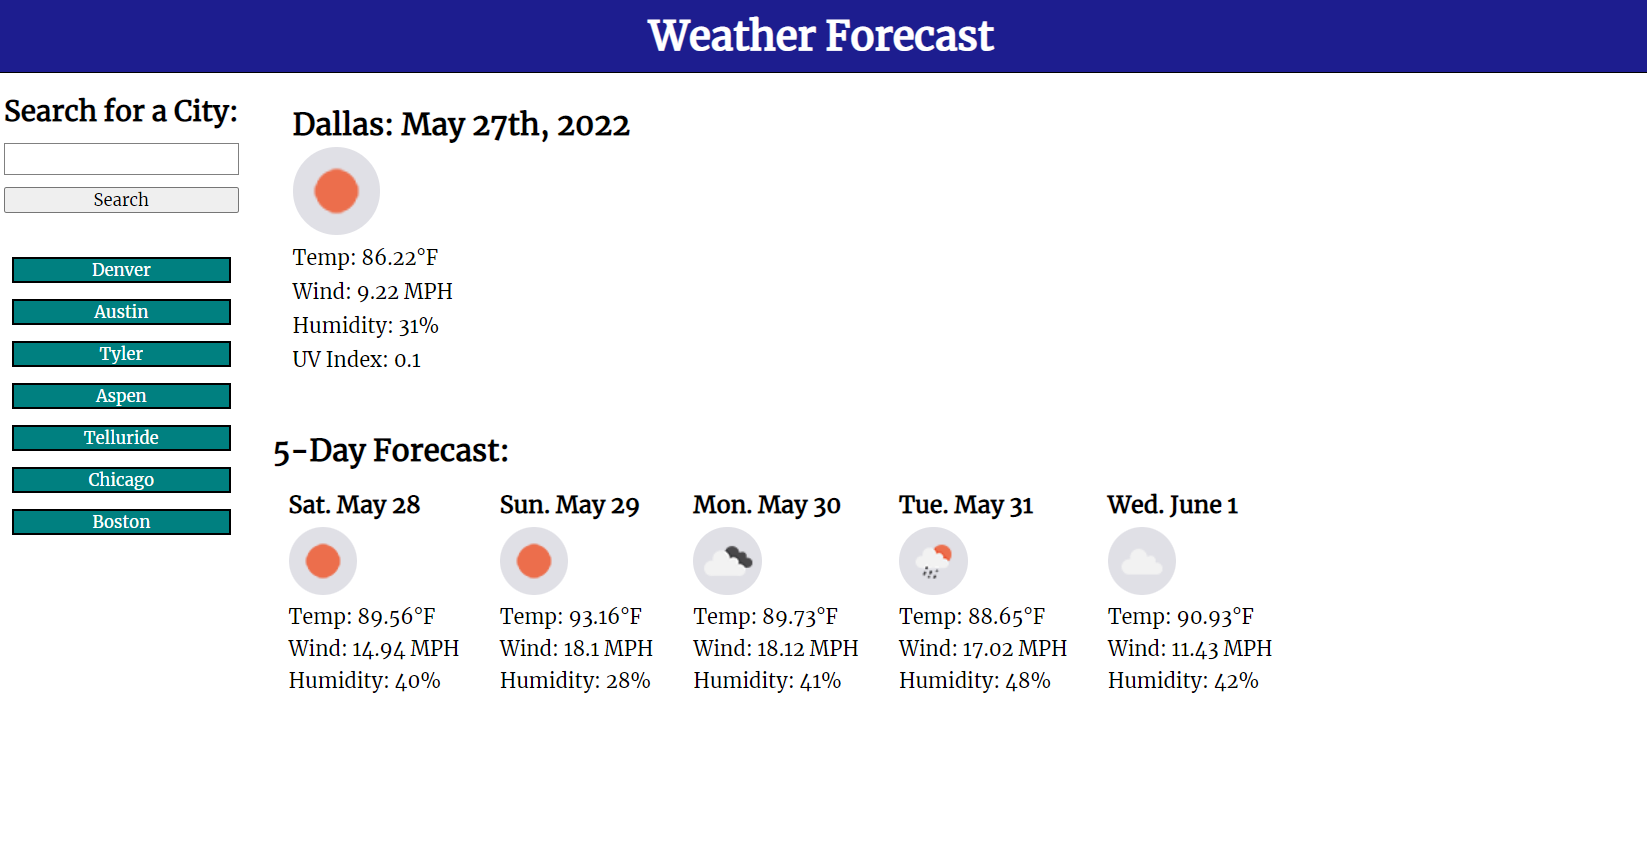 Weather Forecast
Search for a City:
Search
Denver
Austin
Tyler
Aspen
Telluride
Chicago
Boston
Dallas: May 27th, 2022
Temp: 86.22°F
Wind: 9.22 MPH
Humidity: 31%
UV Index: 0.1
5-Day Forecast:
Sat. May 28
Temp: 89.56°F
Wind: 14.94 MPH
Humidity: 40%
Sun. May 29
Temp: 93.16°F
Wind: 18.1 MPH
Humidity: 28%
Mon. May 30
Temp: 89.73°F
Wind: 18.12 MPH
Humidity: 41%
Tue. May 31
Temp: 88.65°F
Wind: 17.02 MPH
Humidity: 48%
Wed. June 1
Temp: 90.93°F
Wind: 11.43 MPH
Humidity: 42%